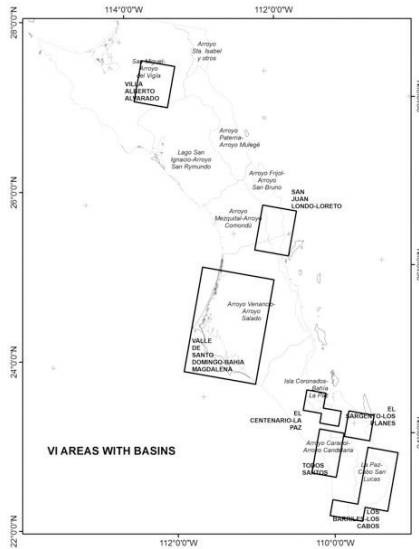 114°0'0"W
112°0'0"W
28°0'0"N
Arroyo
Sta. Isabel
y otros
San Miguel-
Arroyo
del Vigía
VILLA
ALBERTO
ALVARADO
Arroyo
Paterna-
Arroyo Mulegé
Lago San
Ignacio-Arroyo
San Raymundo
Arroyo Frijol-
Arroyo
San Bruno
26°0'0"N
SAN
JUAN
LONDO-LORETO
Arroyo
Mezquital-Arroyo
Comondú
Arroyo Venancio-
Arroyo
Salado
VALLE
DE
SANTO
DOMINGO-BAHIA
MAGDALENA
24°0'0"N
Isla Coronados-
Bahía
La Paz
EL
CENTENARIO-LA
PAZ
EL
SARGENTO-LOS
PLANES
Arroyo Caracol-
Arroyo Candelaria
VI AREAS WITH BASINS
TODOS
SANTOS
La Paz-
Cabo San
Lucas
LOS
BARRILES-LOS
CABOS
22°0'0"N
112°0'0"W
110°0'0"W